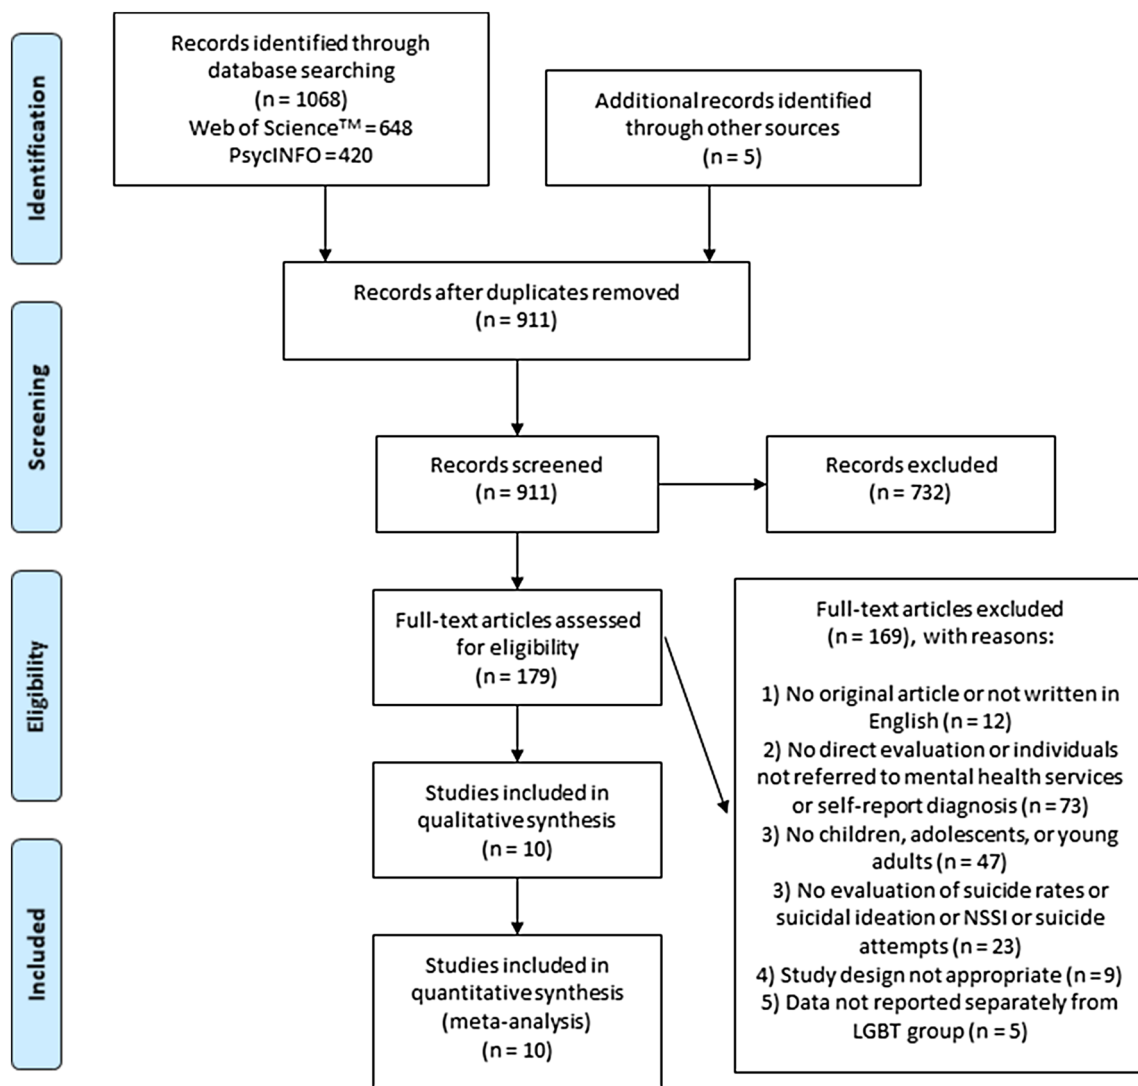 Identification
Records identified through
database searching
(n = 1068)
Web of Science™ = 648
PsycINFO = 420
Additional records identified
through other sources
(n = 5)
Records after duplicates removed
(n = 911)
Screening
Records screened
(n = 911)
Records excluded
(n = 732)
Eligibility
Full-text articles assessed
for eligibility
(n = 179)
Full-text articles excluded
(n = 169), with reasons:
1) No original article or not written in
English (n = 12)
2) No direct evaluation or individuals
not referred to mental health services
or self-report diagnosis (n = 73)
3) No children, adolescents, or young
adults (n = 47)
3) No evaluation of suicide rates or
suicidal ideation or NSSI or suicide
attempts (n = 23)
4) Study design not appropriate (n = 9)
5) Data not reported separately from
LGBT group (n = 5)
Studies included in
qualitative synthesis
(n = 10)
Included
Studies included in
quantitative synthesis
(meta-analysis)
(n = 10)